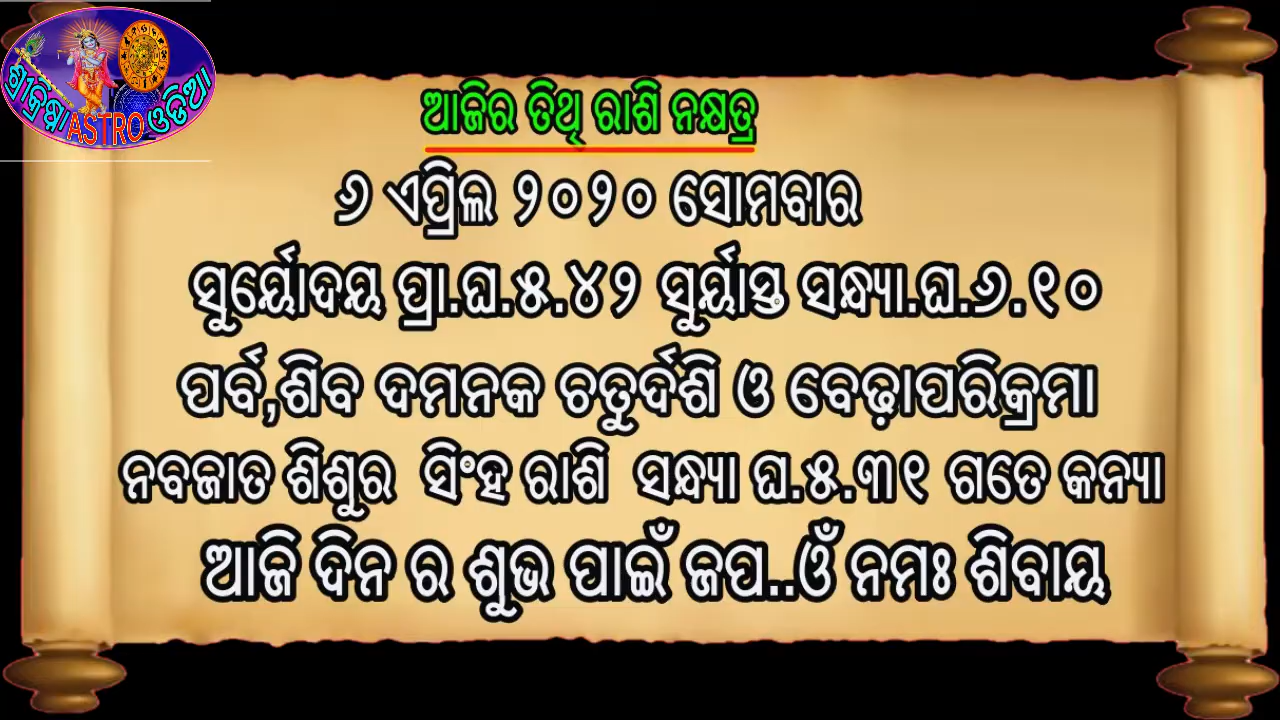 ଶ୍ରୀକ୍ରିଷ୍ନା ASTRO ଓଡିଆ
ଆଜିର ତିଥି ରାଶି ନକ୍ଷତ୍ର
୬ ଏପ୍ରିଲ ୨୦୨୦ ସୋମବାର
ସୁର୍ୟୋଦୟ ପ୍ରା.ଘ.୫.୪୨ ସୁର୍ୟାସ୍ତ ସନ୍ଧ୍ୟା.ଘ.୬.୧୦
ପର୍ବ,ଶିବ ଦମନକ ଚତୁର୍ଦଶି ଓ ବେଢ଼ାପରିକ୍ରମା
ନବଜାତ ଶିଶୁର ସିଂହ ରାଶି ସନ୍ଧ୍ୟା ଘ.୫.୩୧ ଗତେ କନ୍ୟା
ଆଜି ଦିନ ର ଶୁଭ ପାଇଁ ଜପ..ଓଁ ନମଃ ଶିବାୟ